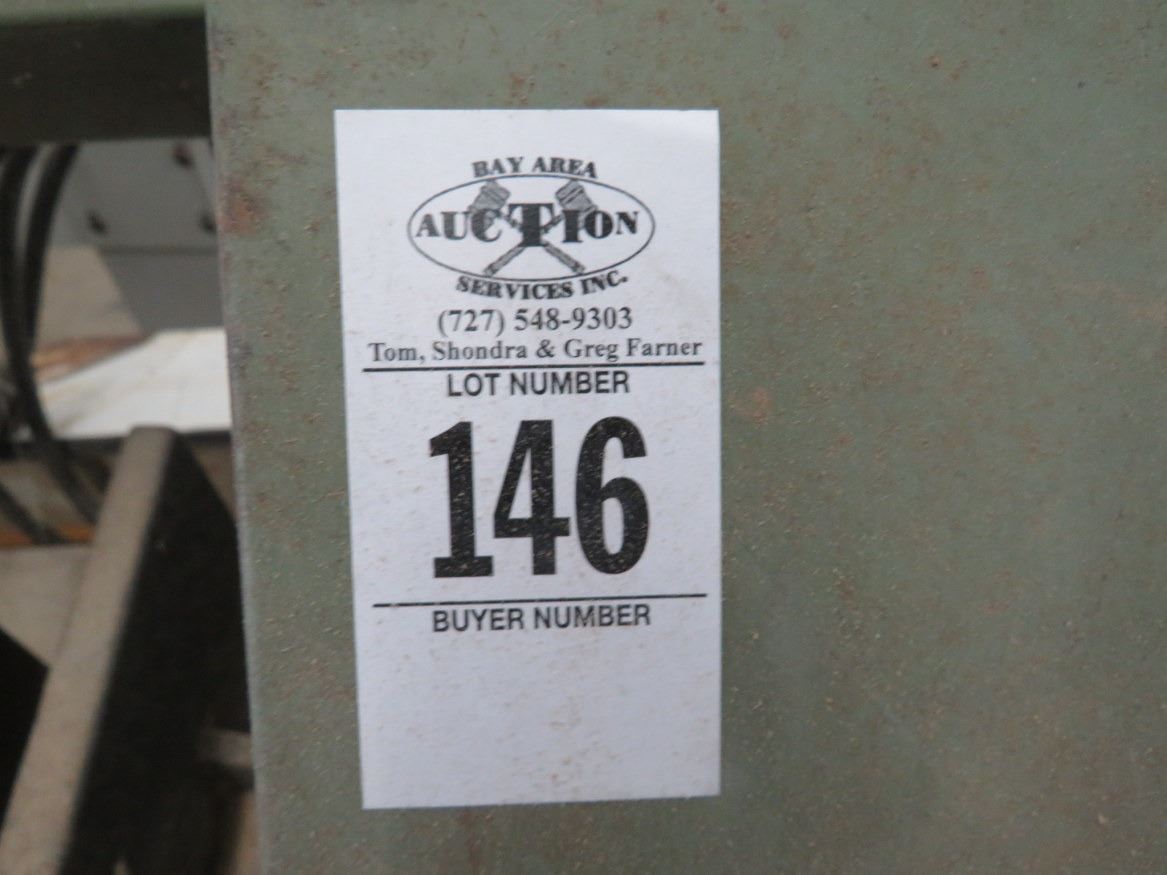 BAY AREA
AUCTION
SERVICES INC.
(727) 548-9303
Tom, Shondra & Greg Farner
LOT NUMBER
146
BUYER NUMBER